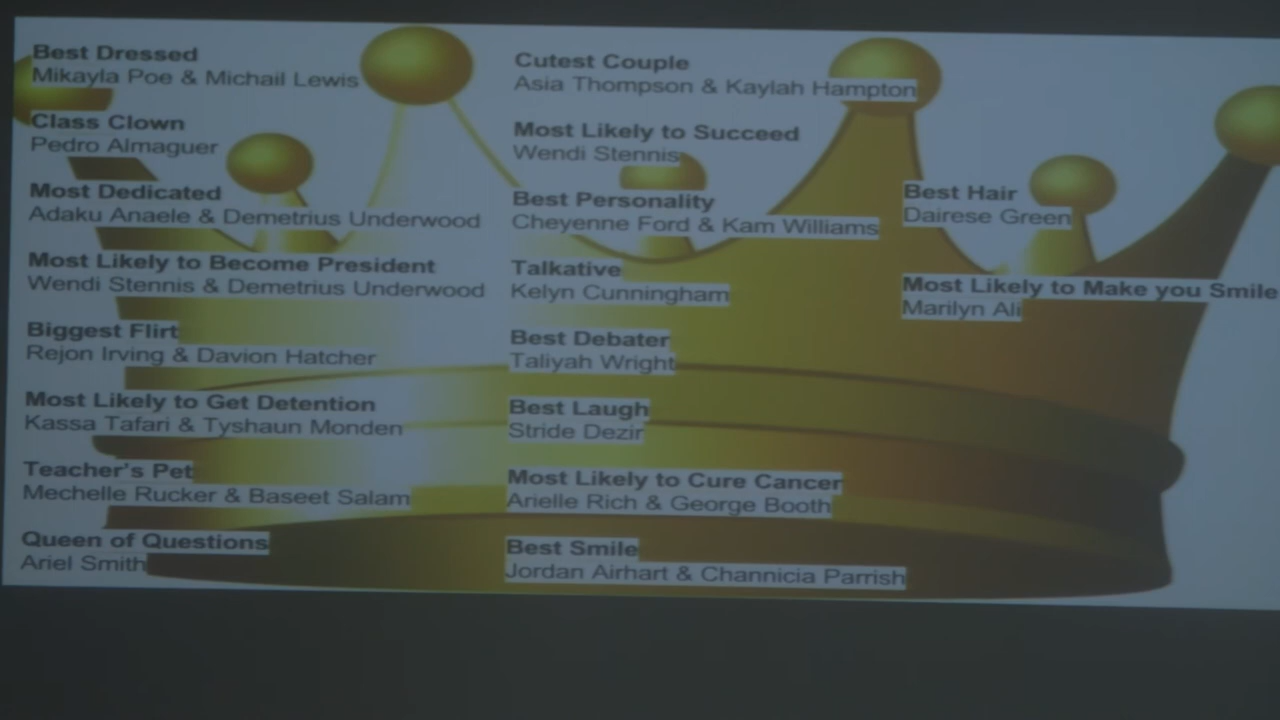 Best Dressed
Mikayla Poe & Michail Lewis
Class Clown
Pedro Almaguer
Most Dedicated
Adaku Anaele & Demetrius Underwood
Most Likely to Become President
Wendi Stennis & Demetrius Underwood
Biggest Flirt
Rejon Irving & Davion Hatcher
Most Likely to Get Detention
Kassa Tafari & Tyshaun Monden
Teacher's Pet
Mechelle Rucker & Baseet Salam
Queen of Questions
Ariel Smith
Cutest Couple
Asia Thompson & Kaylah Hampton
Most Likely to Succeed
Wendi Stennis
Best Personality
Cheyenne Ford & Kam Williams
Talkative
Kelyn Cunningham
Best Debater
Taliyah Wright
Best Laugh
Stride Dezir
Most Likely to Cure Cancer
Arielle Rich & George Booth
Best Smile
Jordan Airhart & Channicia Parrish
Best Hair
Dairese Green
Most Likely to Make you Smile
Marilyn Ali